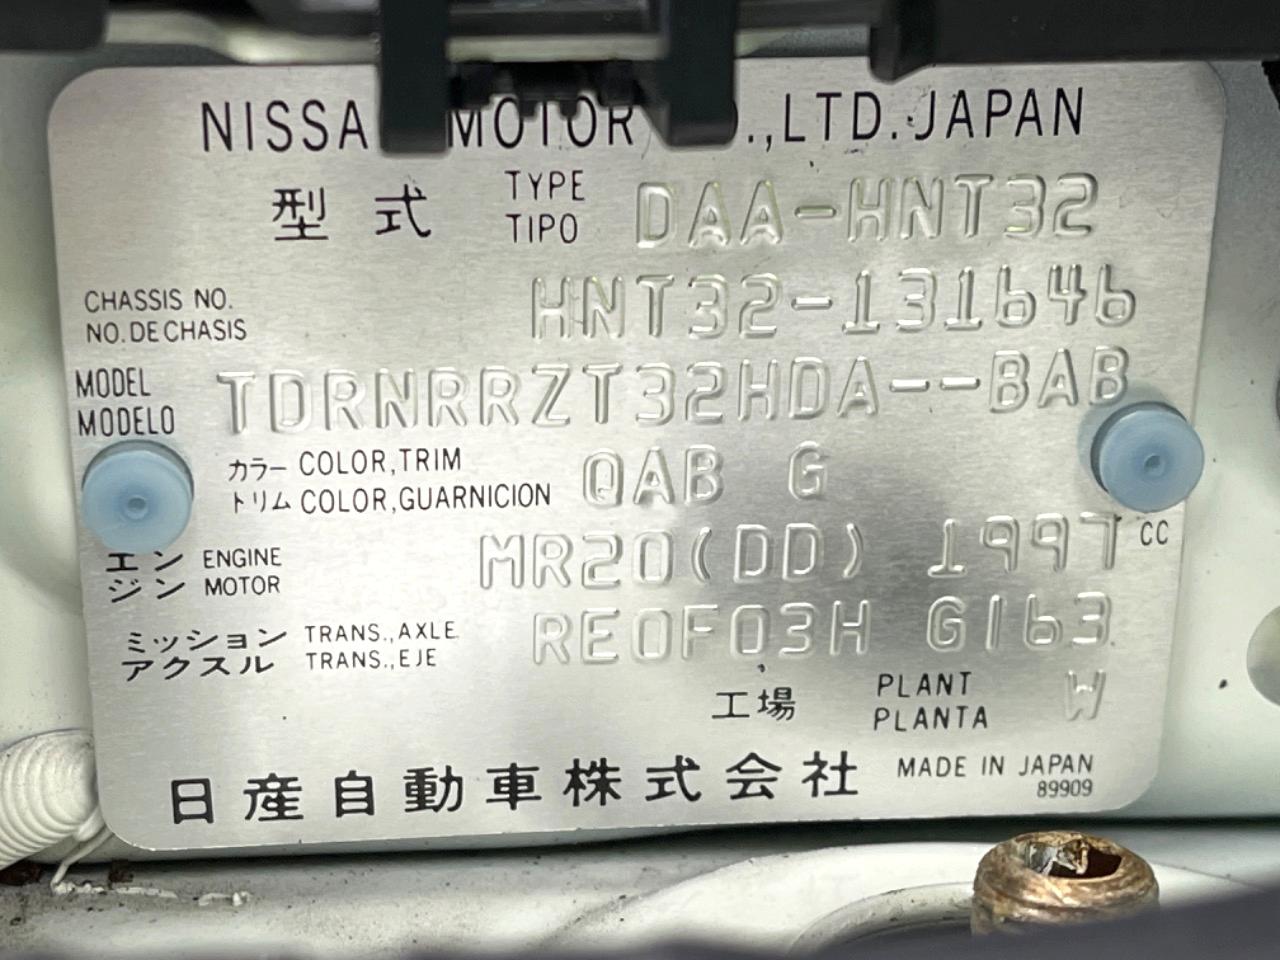 NISSA MOTOR .,LTD.JAPAN
型 式 TYPE TIPO DAA-HNT32
CHASSIS NO. HNT32-131646
NO.DE CHASIS
MODEL MODELO TDRNRRZT32HDA--BAB
カラー COLOR,TRIM QAB G
トリム COLOR,GUARNICION
エン ENGINE MR20(DD) 1997 CC
ジン MOTOR
ミッション TRANS.,AXLE RE0F03H G163
アクスル TRANS.,EJE
工場 PLANT PLANTA W
日産自動車株式会社 MADE IN JAPAN
89909